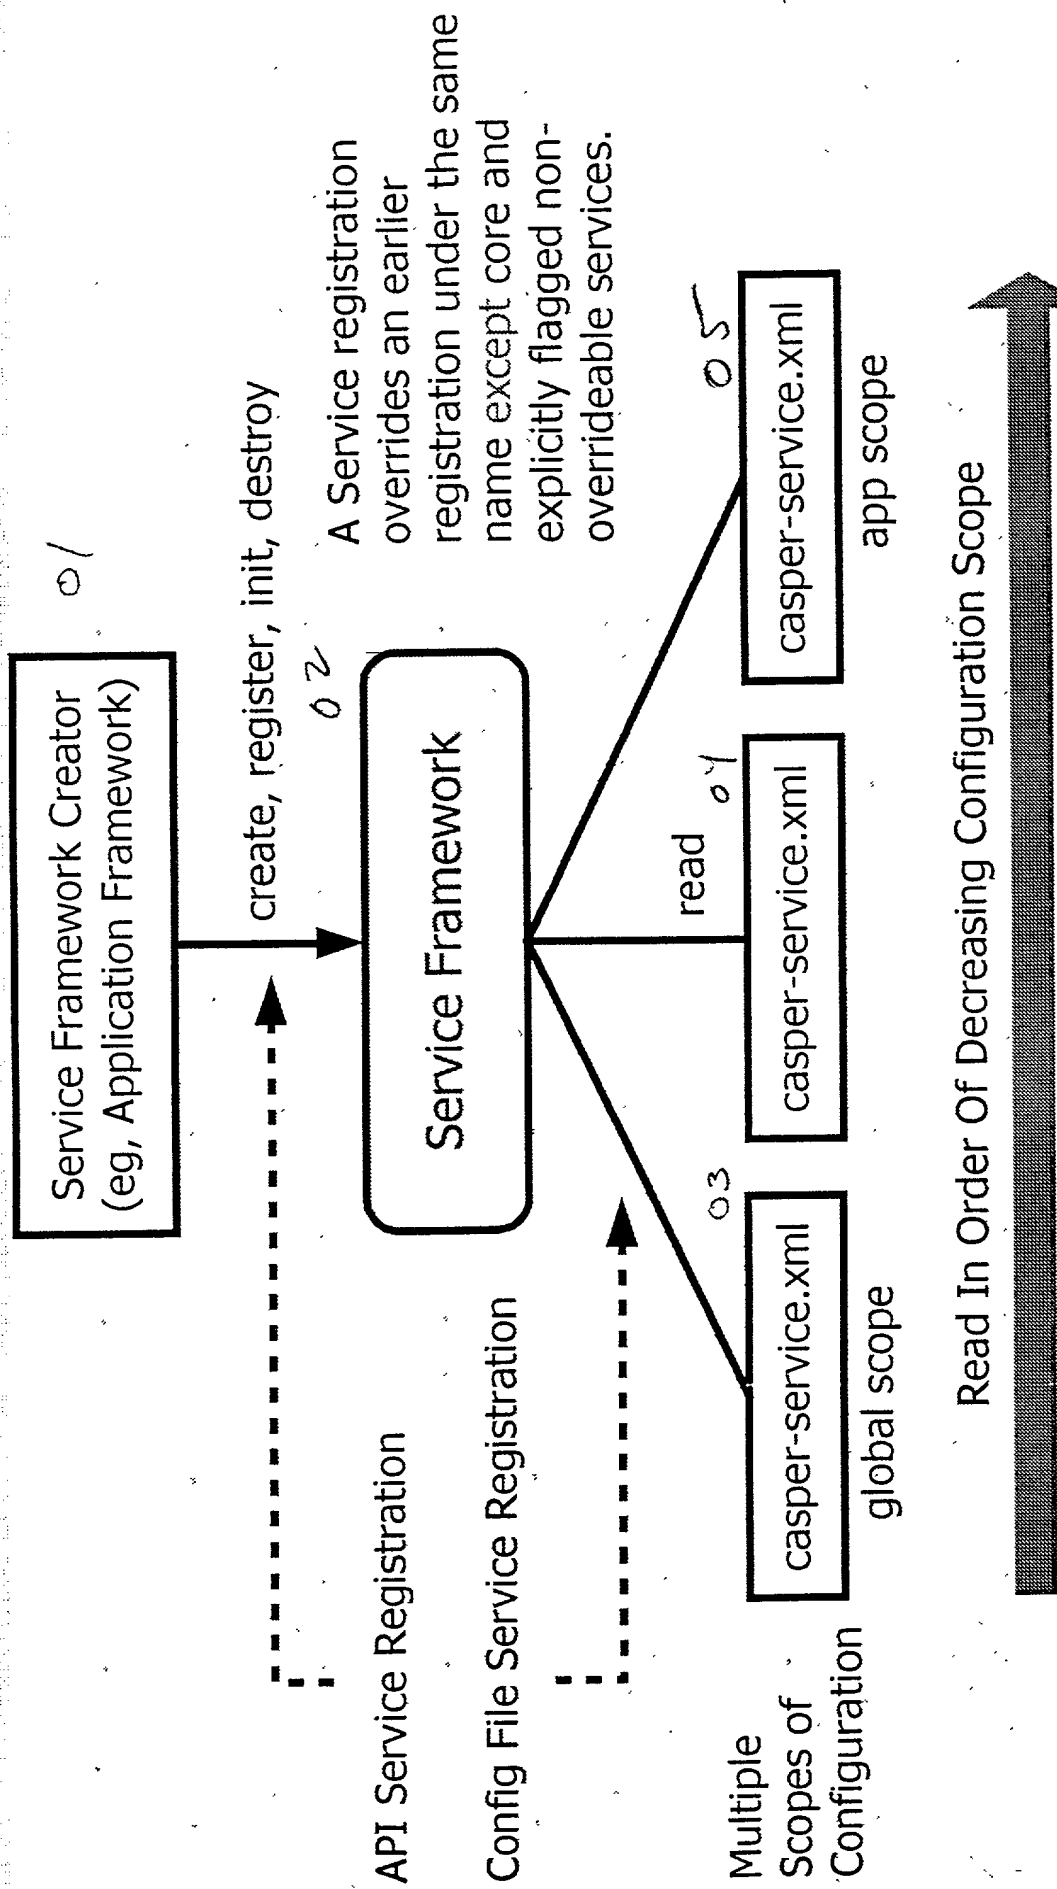 Service Framework Creator
(eg, Application Framework)
01
create, register, init, destroy
02
Service Framework
A Service registration
overrides an earlier
registration under the same
name except core and
explicitly flagged non-
overrideable services.
API Service Registration
Config File Service Registration
read
03
04
05
Multiple
Scopes of
Configuration
casper-service.xml
global scope
casper-service.xml
casper-service.xml
app scope
Read In Order Of Decreasing Configuration Scope